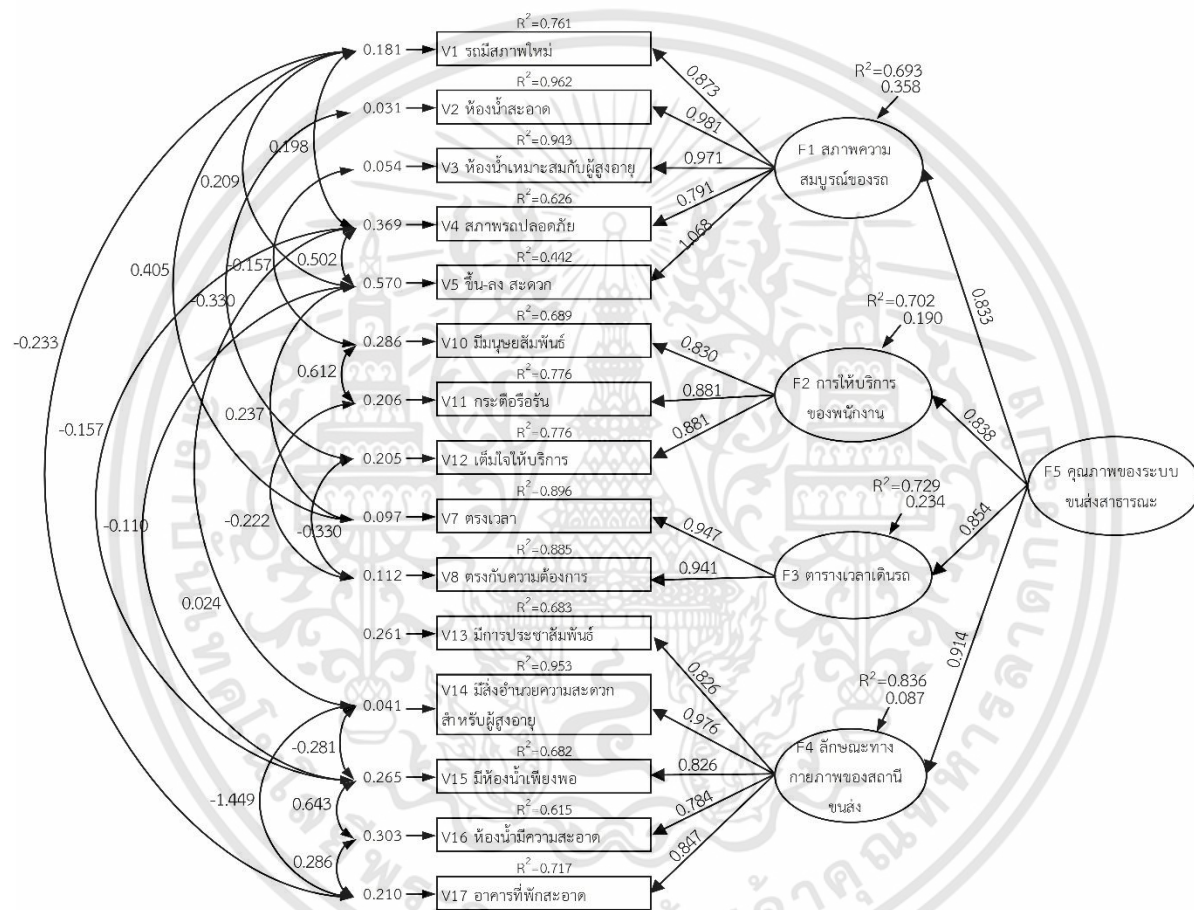 R²=0.761
0.181
V1 รถมีสภาพใหม่
R²=0.962
0.031
V2 ห้องน้ำสะอาด
R²=0.943
0.054
V3 ห้องน้ำเหมาะสมกับผู้สูงอายุ
R²=0.626
0.369
V4 สภาพรถปลอดภัย
R²=0.442
0.570
V5 ขึ้น-ลง สะดวก
R²=0.689
0.286
V10 มีมนุษยสัมพันธ์
R²=0.776
0.206
V11 กระตือรือร้น
R²=0.776
0.205
V12 เต็มใจให้บริการ
R²=0.896
0.097
V7 ตรงเวลา
R²=0.885
0.112
V8 ตรงกับความต้องการ
R²=0.683
0.261
V13 มีการประชาสัมพันธ์
R²=0.953
0.041
V14 มีสิ่งอำนวยความสะดวก
สำหรับผู้สูงอายุ
R²=0.682
0.265
V15 มีห้องน้ำเพียงพอ
R²=0.615
0.303
V16 ห้องน้ำมีความสะอาด
R²=0.717
0.210
V17 อาคารที่พักสะอาด
0.198
0.209
0.405
-0.157
0.502
-0.330
-0.233
0.612
0.237
-0.157
-0.222
-0.330
-0.110
0.024
-0.281
-1.449
0.643
0.286
0.873
0.981
0.971
0.791
1.068
0.830
0.881
0.881
0.947
0.941
0.826
0.976
0.826
0.784
0.847
R²=0.693
0.358
F1 สภาพความ
สมบูรณ์ของรถ
R²=0.702
0.190
F2 การให้บริการ
ของพนักงาน
R²=0.729
0.234
F3 ตารางเวลาเดินรถ
R²=0.836
0.087
F4 ลักษณะทาง
กายภาพของสถานี
ขนส่ง
0.833
0.838
0.854
0.914
F5 คุณภาพของระบบ
ขนส่งสาธารณะ